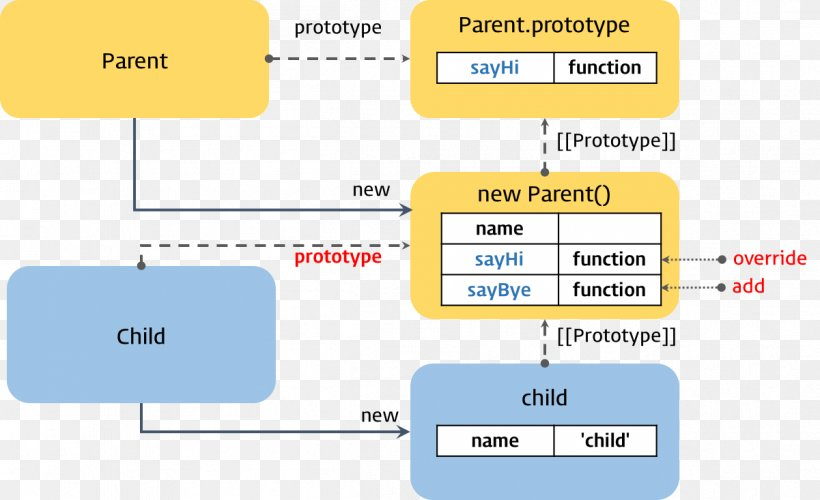 prototype
Parent.prototype
Parent
sayHi function
[[Prototype]]
new
new Parent()
name
prototype
sayHi function
override
sayBye function
add
[[Prototype]]
Child
child
new
name 'child'